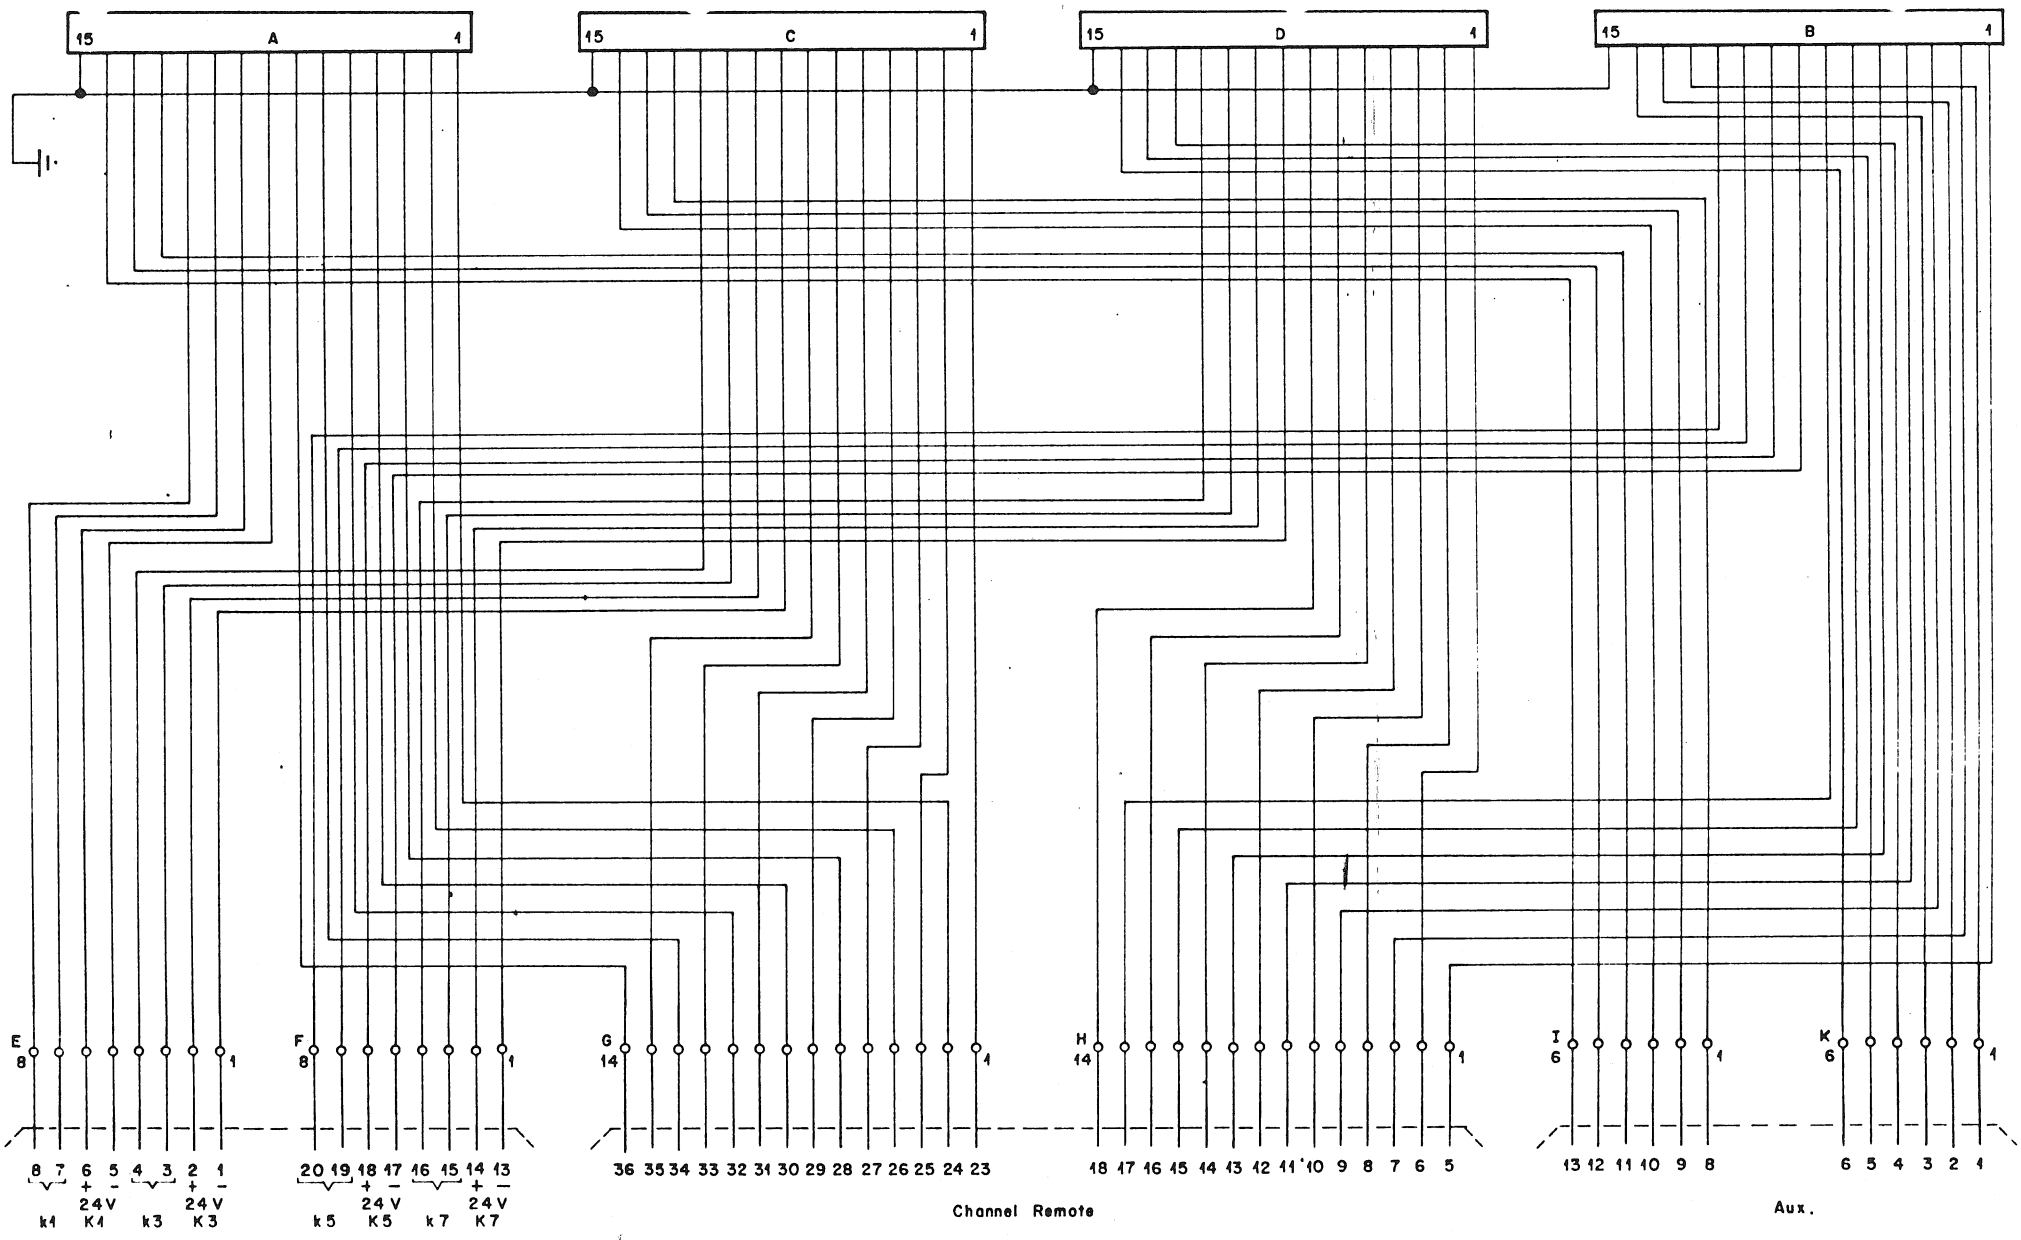 15 A 1 15 C 1 15 D 1 15 B 1
E F G H I K
8 1 8 1 14 1 14 1 6 1 6 1
8 7 6 5 4 3 2 1 20 19 18 17 16 15 14 13 36 35 34 33 32 31 30 29 28 27 26 25 24 23 18 17 16 15 14 13 12 11 10 9 8 7 6 5 13 12 11 10 9 8 6 5 4 3 2 1
+ - + - + - + -
24V 24V 24V 24V
k1 K1 k3 K3 k5 K5 k7 K7
Channel Remote Aux.